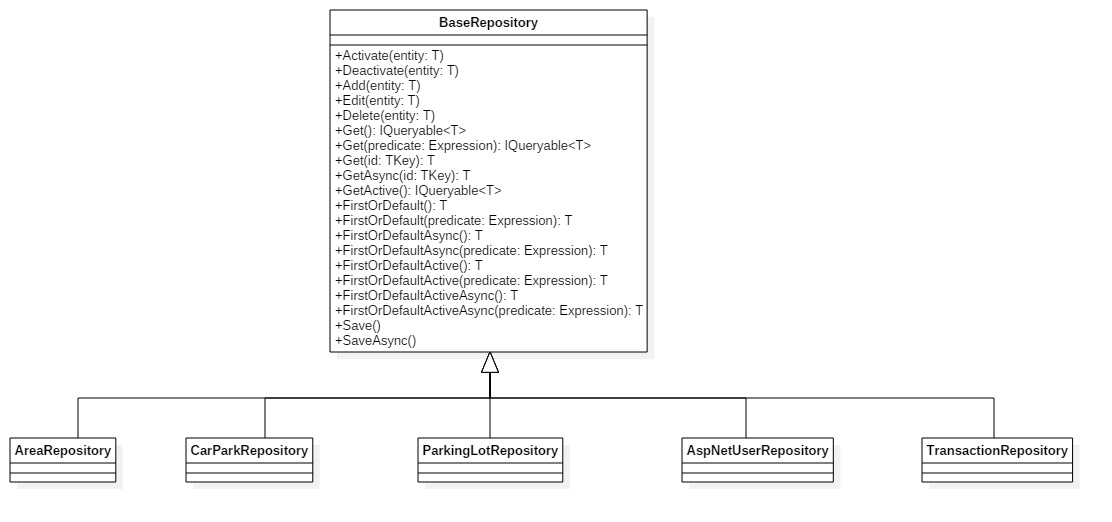 BaseRepository
+Activate(entity: T)
+Deactivate(entity: T)
+Add(entity: T)
+Edit(entity: T)
+Delete(entity: T)
+Get(): IQueryable<T>
+Get(predicate: Expression): IQueryable<T>
+Get(id: TKey): T
+GetAsync(id: TKey): T
+GetActive(): IQueryable<T>
+FirstOrDefault(): T
+FirstOrDefault(predicate: Expression): T
+FirstOrDefaultAsync(): T
+FirstOrDefaultAsync(predicate: Expression): T
+FirstOrDefaultActive(): T
+FirstOrDefaultActive(predicate: Expression): T
+FirstOrDefaultActiveAsync(): T
+FirstOrDefaultActiveAsync(predicate: Expression): T
+Save()
+SaveAsync()
AreaRepository
CarParkRepository
ParkingLotRepository
AspNetUserRepository
TransactionRepository